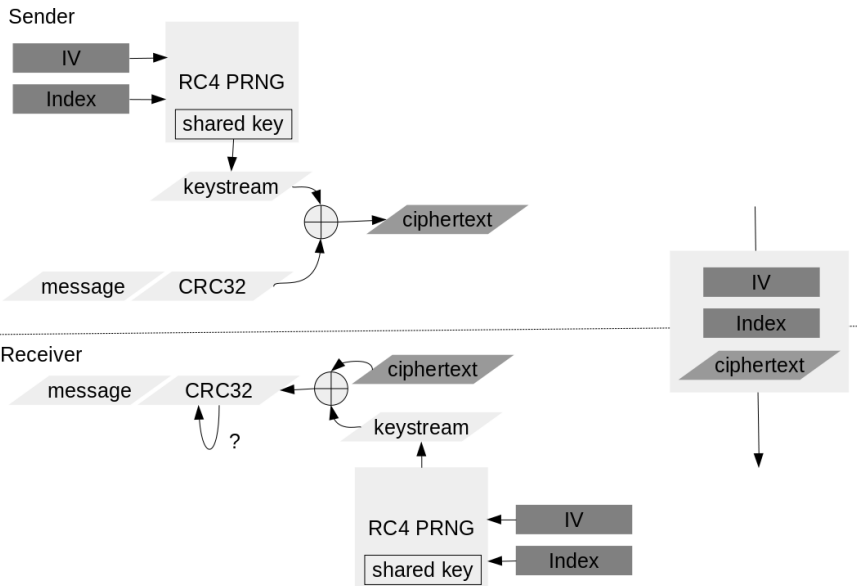 Sender
IV
Index
RC4 PRNG
shared key
keystream
ciphertext
message
CRC32
IV
Index
ciphertext
Receiver
message
CRC32
?
ciphertext
keystream
RC4 PRNG
shared key
IV
Index